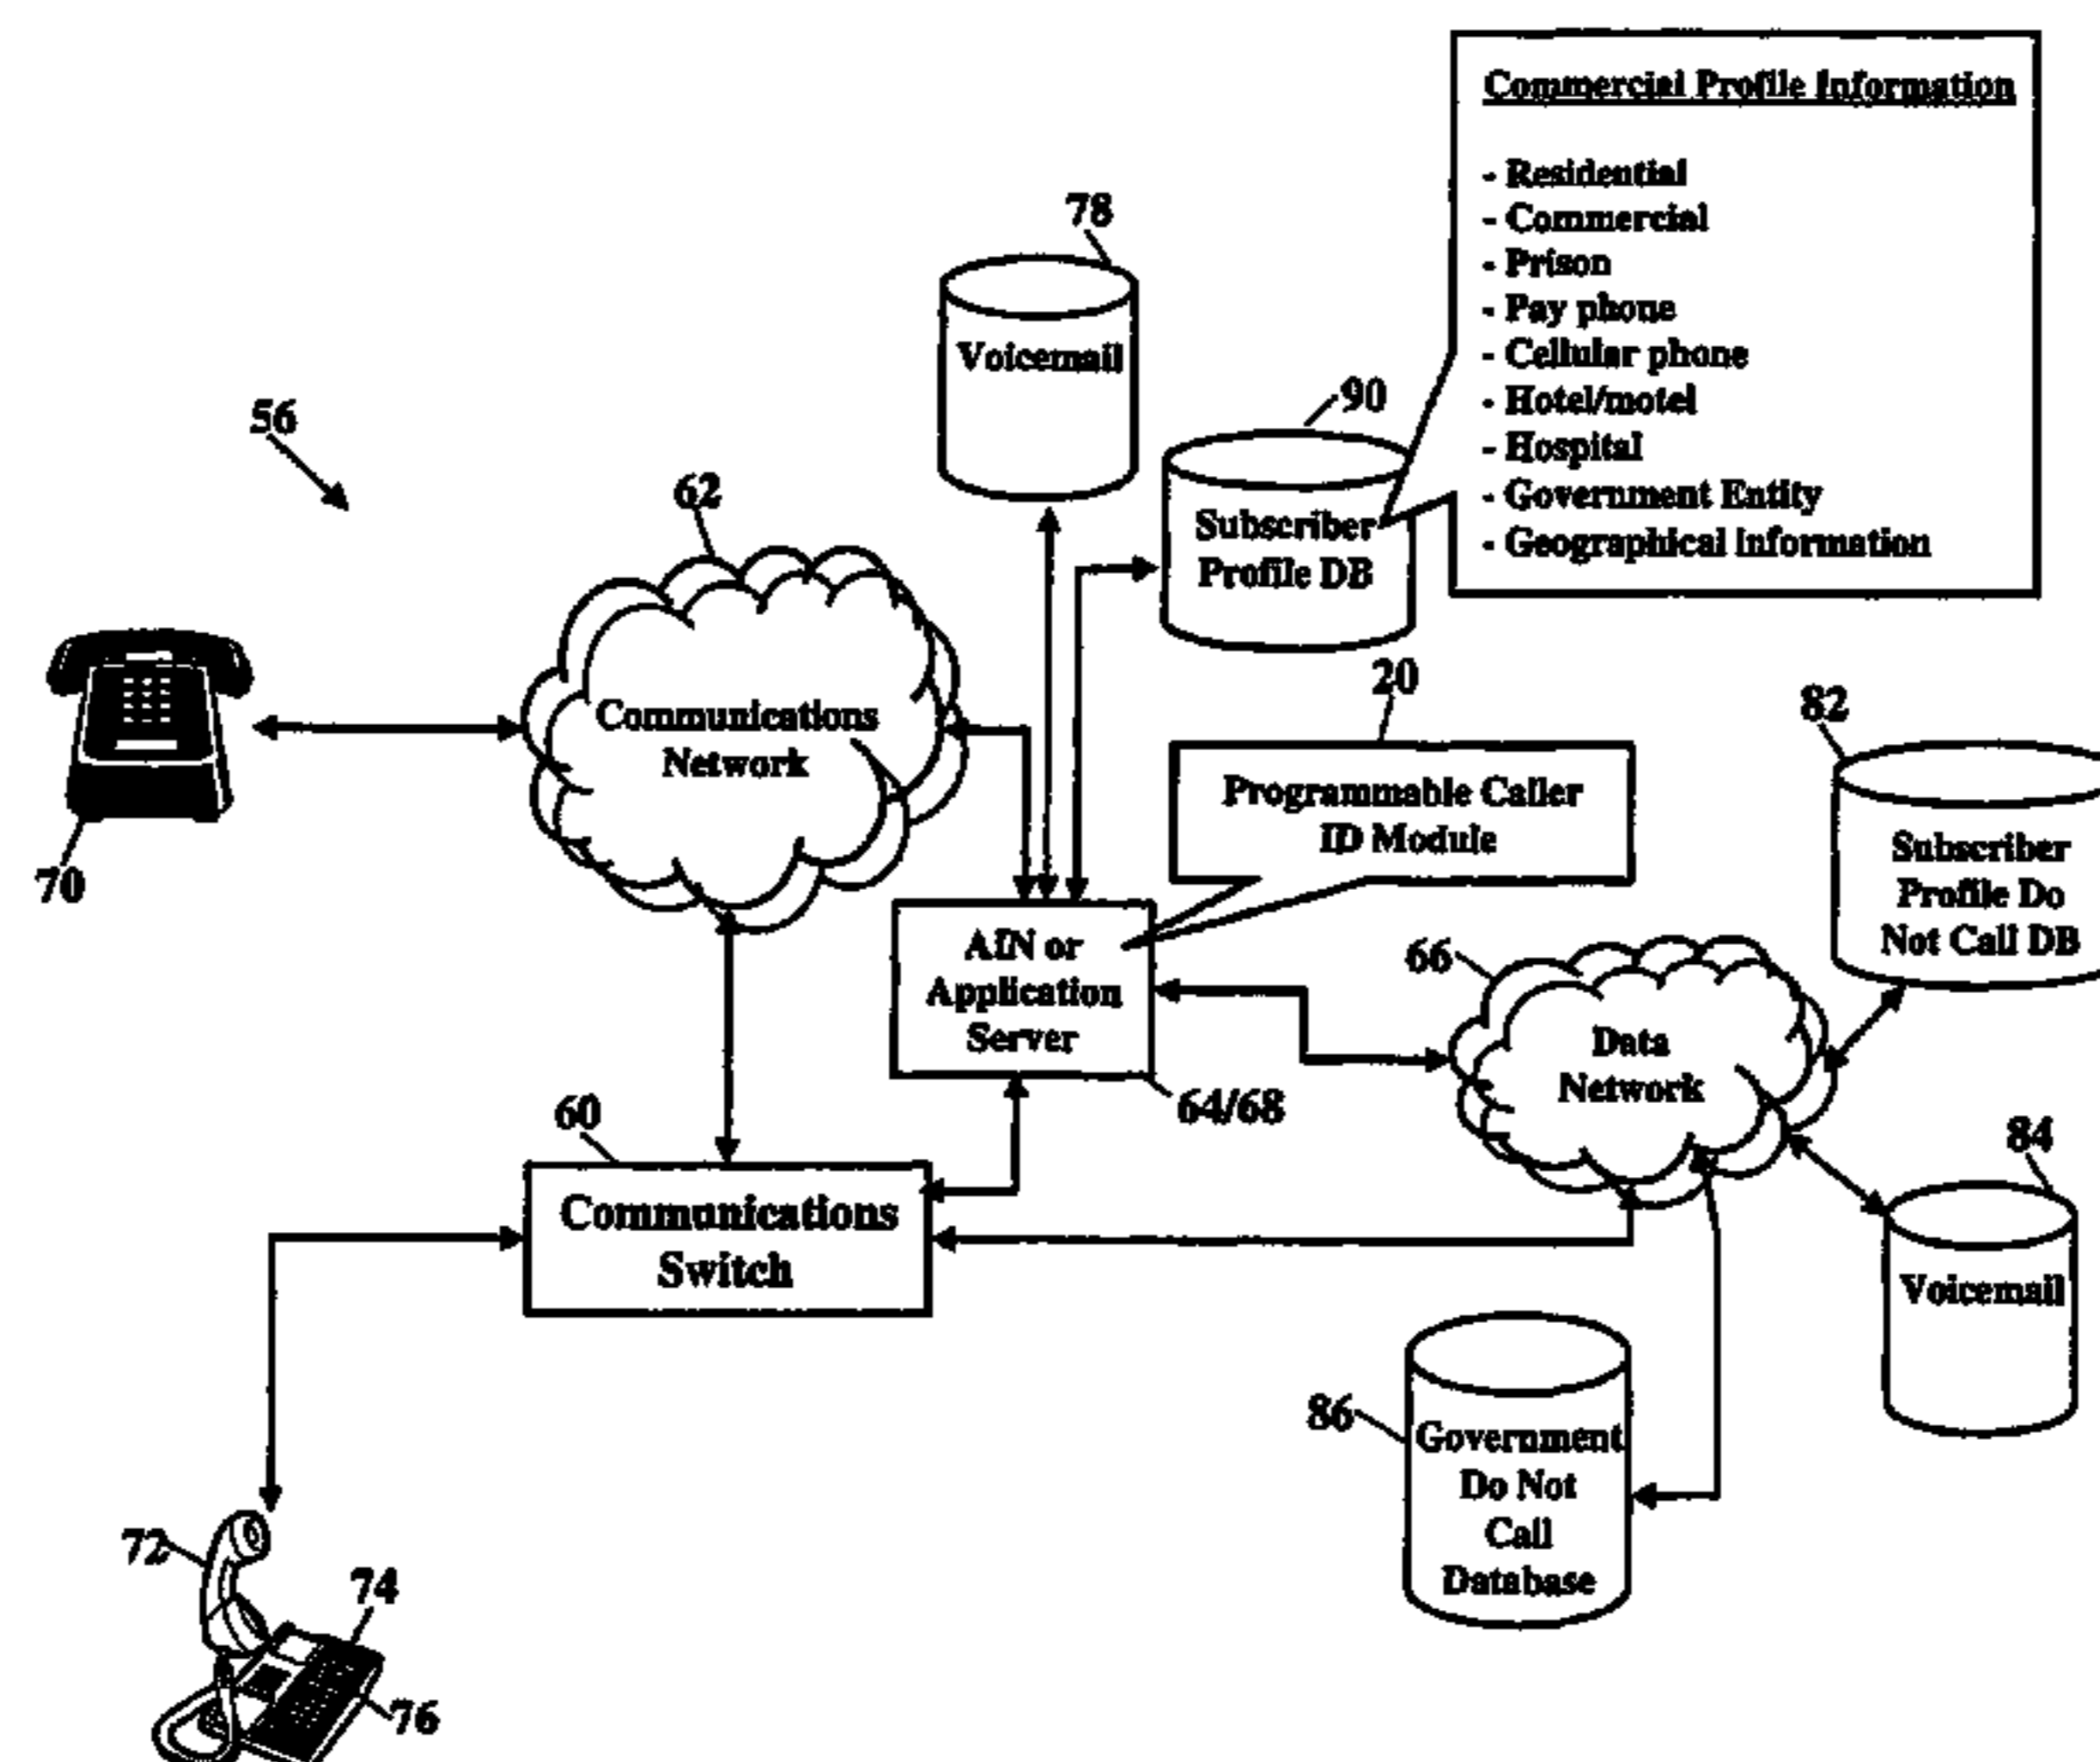 Commercial Profile Information
- Residential
- Commercial
- Prison
- Pay phone
- Cellular phone
- Hotel/motel
- Hospital
- Government Entity
- Geographical information
78
Voicemail
90
Subscriber
Profile DB
56
62
Communications
Network
70
20
Programmable Caller
ID Module
82
Subscriber
Profile Do
Not Call DB
AIN or
Application
Server
64/68
66
Data
Network
60
Communications
Switch
84
Voicemail
86
Government
Do Not
Call
Database
72
74
76